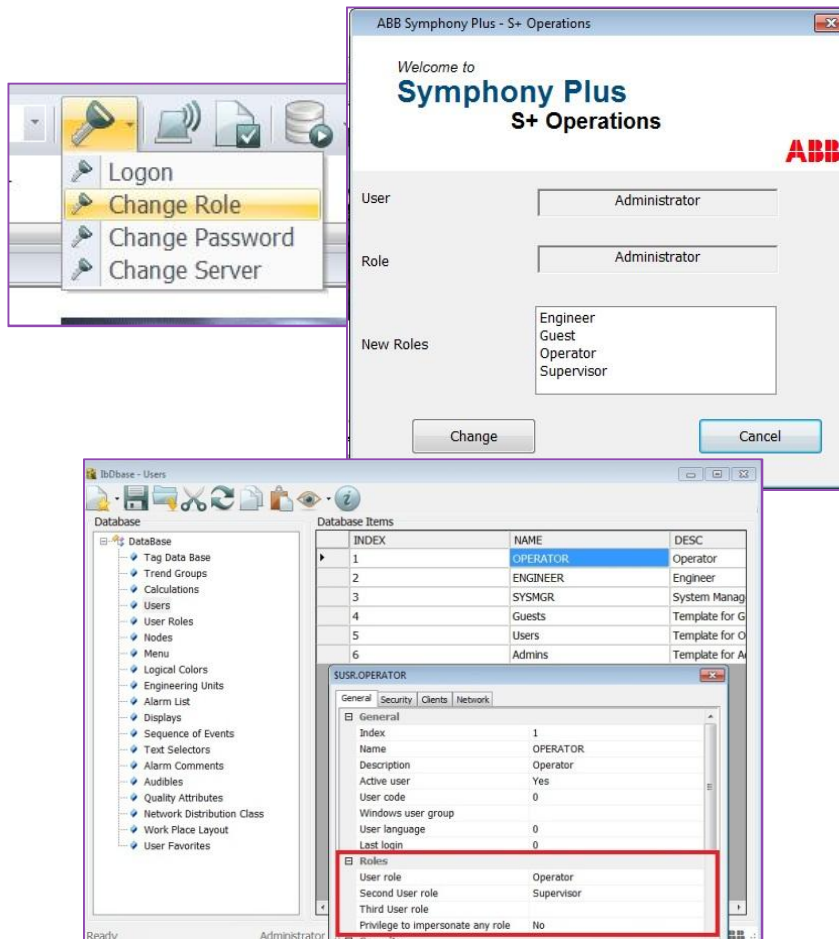 ABB Symphony Plus - S+ Operations
Welcome to
Symphony Plus
S+ Operations
ABB
Logon
Change Role
Change Password
Change Server
User Administrator
Role Administrator
New Roles
Engineer
Guest
Operator
Supervisor
Change Cancel
IbDbase - Users
Database
DataBase
Tag Data Base
Trend Groups
Calculations
Users
User Roles
Nodes
Menu
Logical Colors
Engineering Units
Alarm List
Displays
Sequence of Events
Text Selectors
Alarm Comments
Audibles
Quality Attributes
Network Distribution Class
Work Place Layout
User Favorites
Database Items
INDEX NAME DESC
1 OPERATOR Operator
2 ENGINEER Engineer
3 SYSMGR System Manag
4 Guests Template for G
5 Users Template for O
6 Admins Template for A
$USR.OPERATOR
General Security Clients Network
General
Index 1
Name OPERATOR
Description Operator
Active user Yes
User code 0
Windows user group
User language 0
Last login 0
Roles
User role Operator
Second User role Supervisor
Third User role
Privilege to impersonate any role No
Ready Administrator